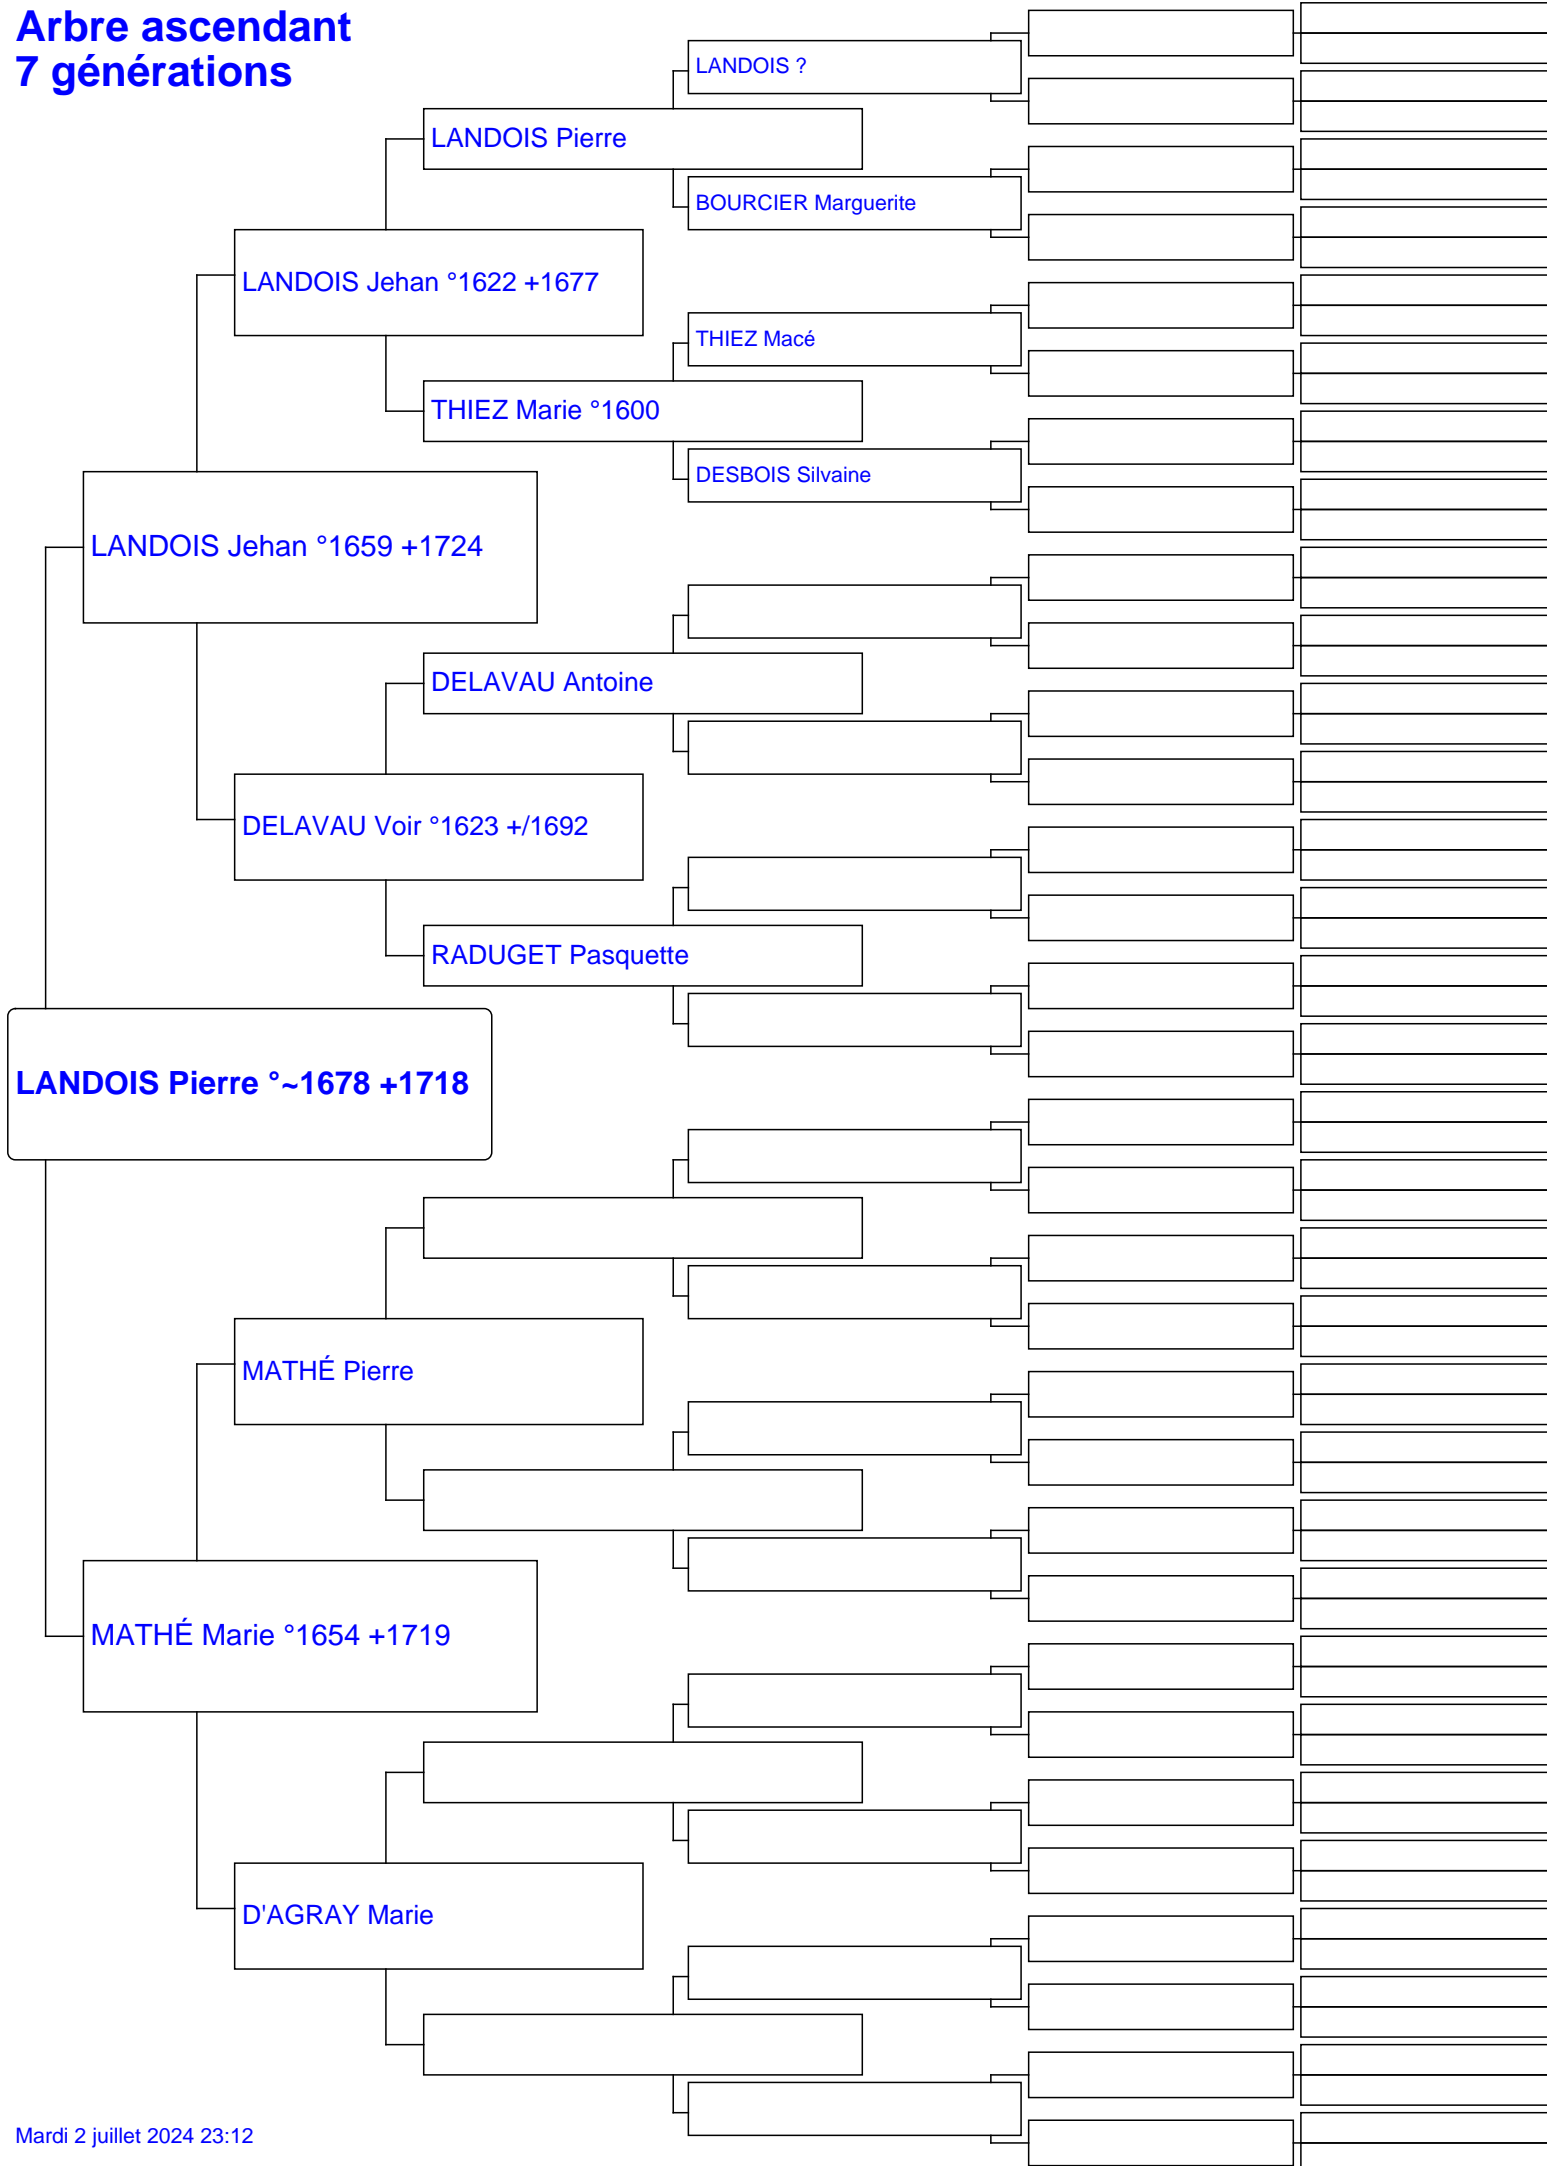 Arbre ascendant
7 générations
LANDOIS ?
LANDOIS Pierre
BOURCIER Marguerite
LANDOIS Jehan °1622 +1677
THIEZ Macé
THIEZ Marie °1600
DESBOIS Silvaine
LANDOIS Jehan °1659 +1724
DELAVAU Antoine
DELAVAU Voir °1623 +/1692
RADUGET Pasquette
LANDOIS Pierre °~1678 +1718
MATHÉ Pierre
MATHÉ Marie °1654 +1719
D'AGRAY Marie
Mardi 2 juillet 2024 23:12